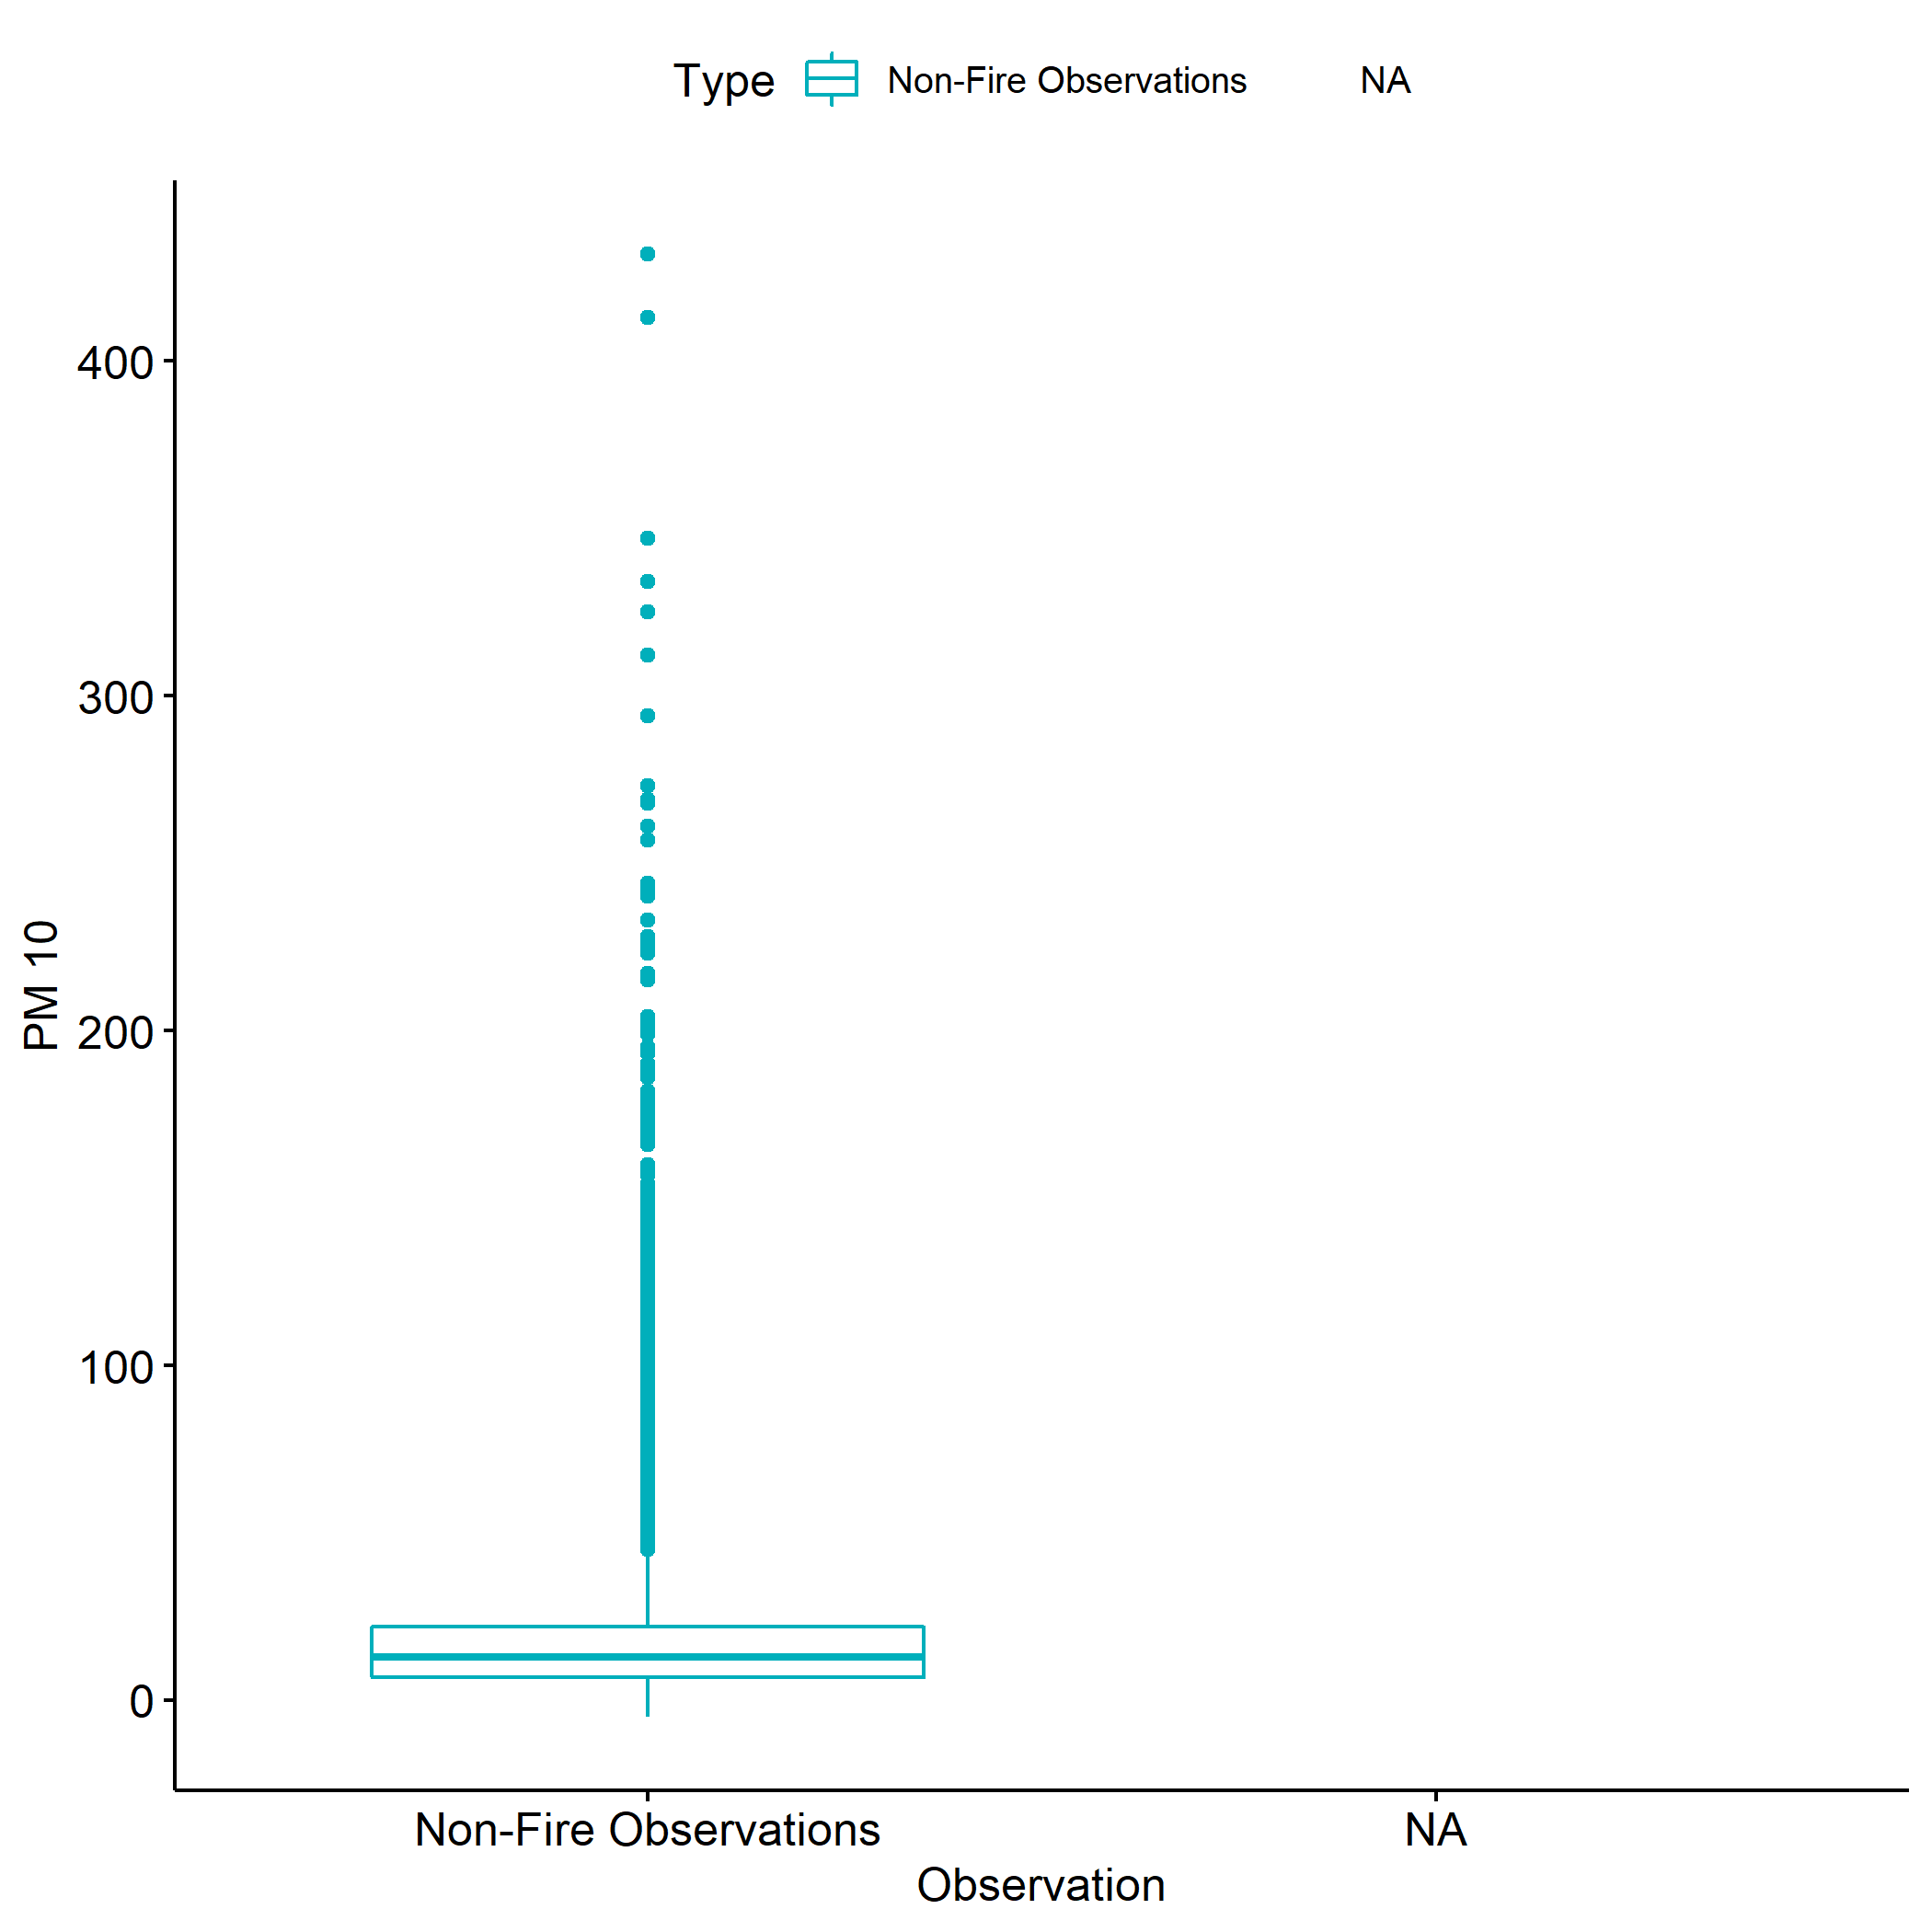 Type Non-Fire Observations NA
400
300
200
100
0
PM 10
Non-Fire Observations NA
Observation